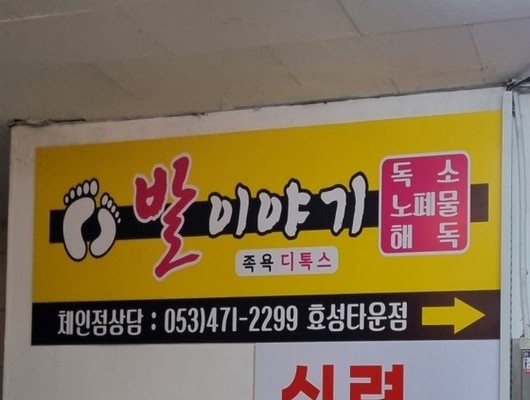 발이야기
족욕 디톡스
독소
노폐물
해독
체인점상담 : 053)471-2299 효성타운점